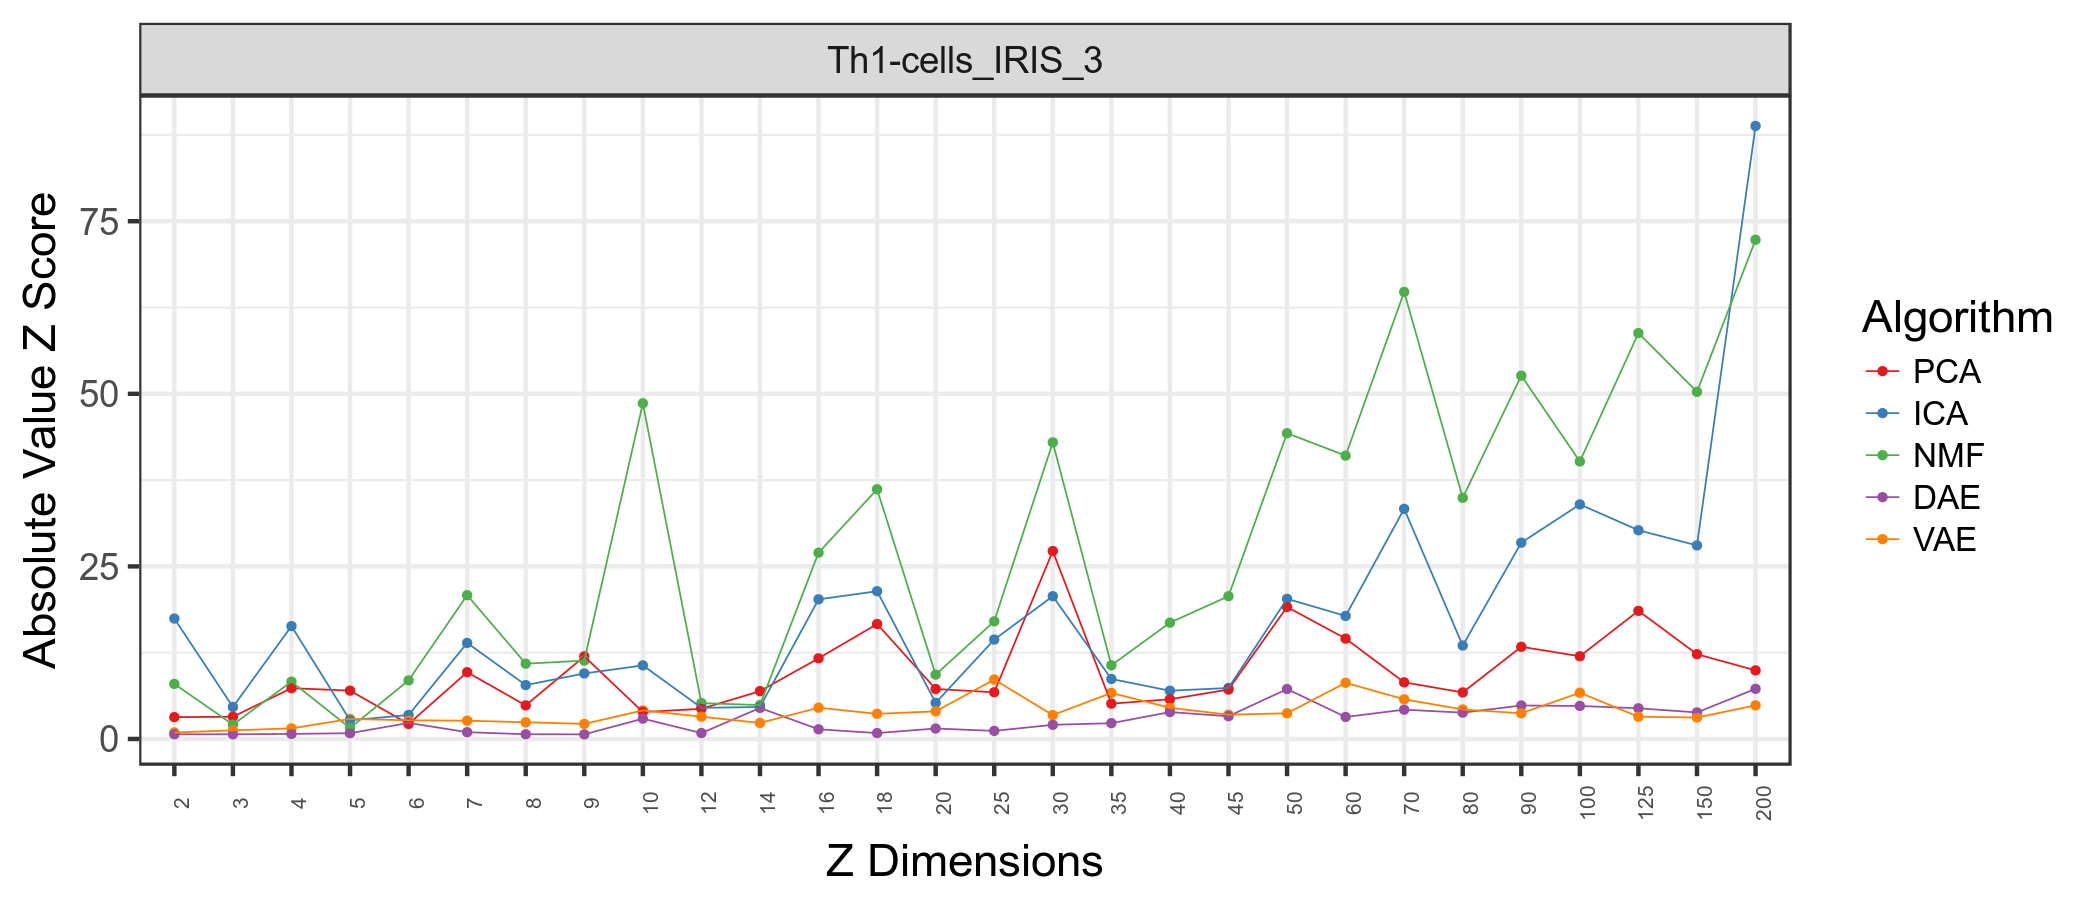 Th1-cells_IRIS_3
Absolute Value Z Score
75
50
25
0
2 3 4 5 6 7 8 9 10 12 14 16 18 20 25 30 35 40 45 50 60 70 80 90 100 125 150 200
Z Dimensions
Algorithm
PCA
ICA
NMF
DAE
VAE